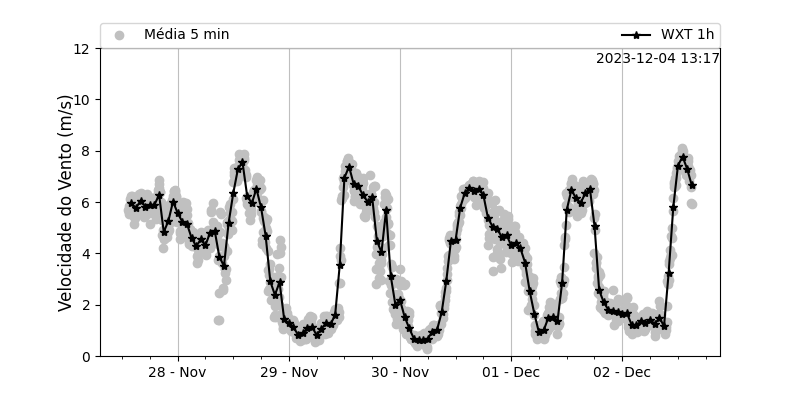 Média 5 min
WXT 1h
2023-12-04 13:17
Velocidade do Vento (m/s)
12
10
8
6
4
2
0
28 - Nov
29 - Nov
30 - Nov
01 - Dec
02 - Dec